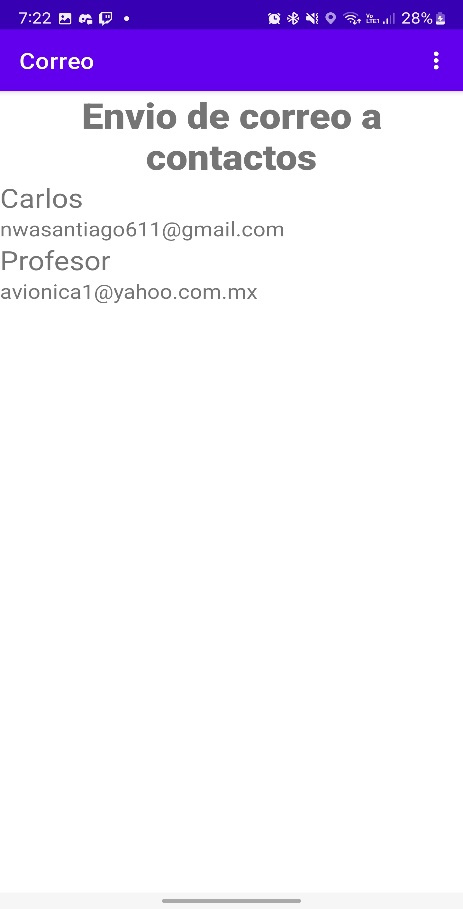 7:22
28%
Correo
Envio de correo a
contactos
Carlos
nwasantiago611@gmail.com
Profesor
avionica1@yahoo.com.mx